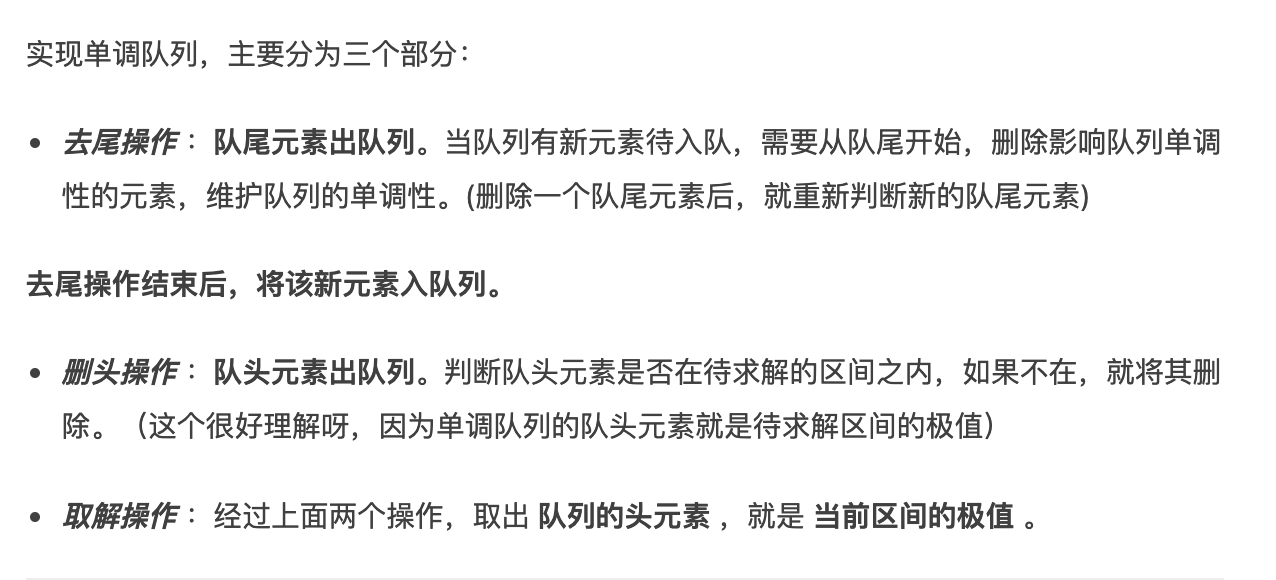 实现单调队列，主要分为三个部分：
• 去尾操作 ： 队尾元素出队列。当队列有新元素待入队，需要从队尾开始，删除影响队列单调
性的元素，维护队列的单调性。(删除一个队尾元素后，就重新判断新的队尾元素)
去尾操作结束后，将该新元素入队列。
• 删头操作 ： 队头元素出队列。判断队头元素是否在待求解的区间之内，如果不在，就将其删
除。（这个很好理解呀，因为单调队列的队头元素就是待求解区间的极值）
• 取解操作 ： 经过上面两个操作，取出 队列的头元素 ，就是 当前区间的极值 。